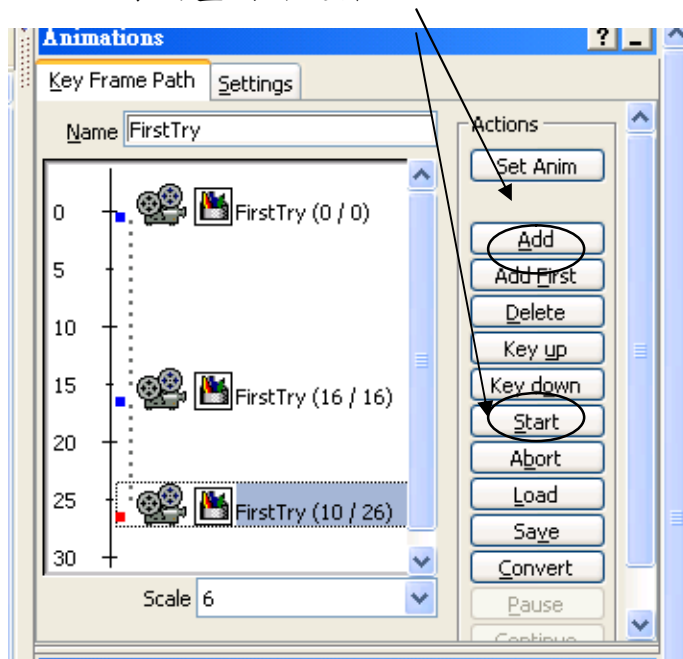 Animations
Key Frame Path
Settings
Name FirstTry
Actions
Set Anim
0
FirstTry (0 / 0)
Add
5
Add First
Delete
10
Key up
15
FirstTry (16 / 16)
Key down
Start
20
Abort
25
FirstTry (10 / 26)
Load
Save
30
Convert
Scale 6
Pause
Continue